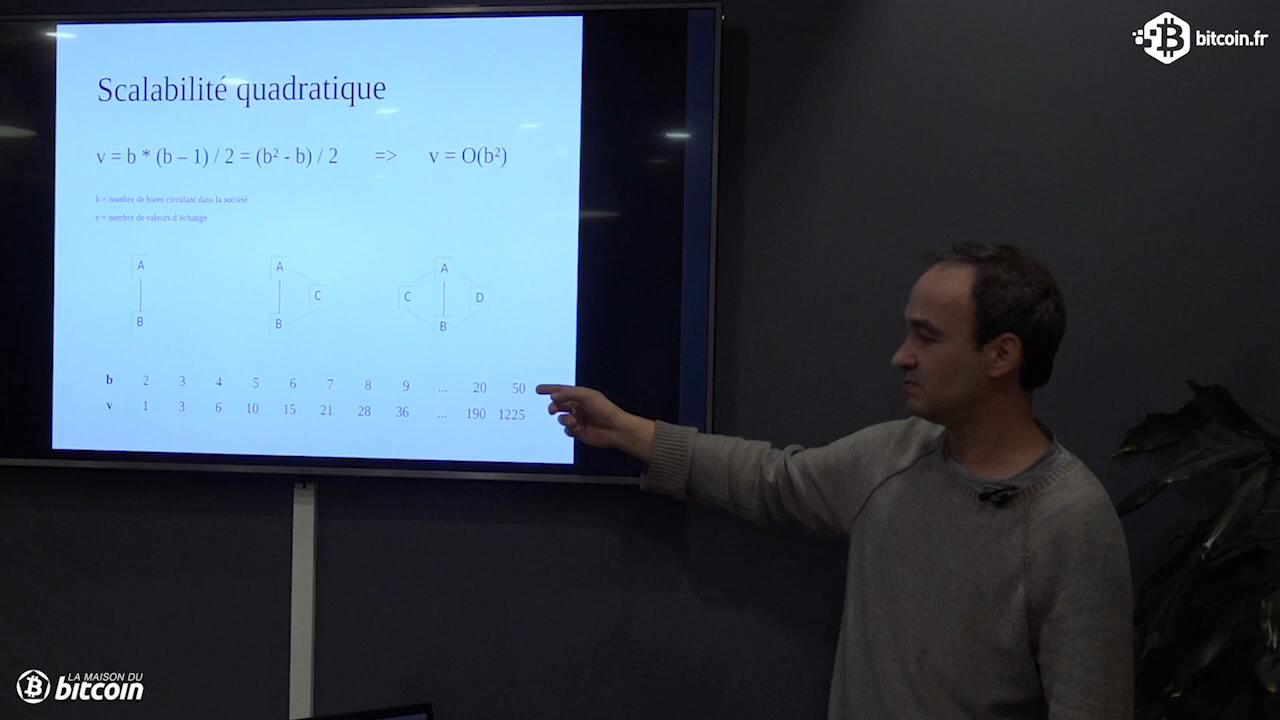 Scalabilité quadratique
v = b * (b – 1) / 2 = (b² - b) / 2 => v = O(b²)
b = nombre de biens circulant dans la société
v = nombre de valeurs d'échange
A
B
A
C
B
A
C D
B
b 2 3 4 5 6 7 8 9 ... 20 50
v 1 3 6 10 15 21 28 36 ... 190 1225
bitcoin.fr
LA MAISON DU
bitcoin